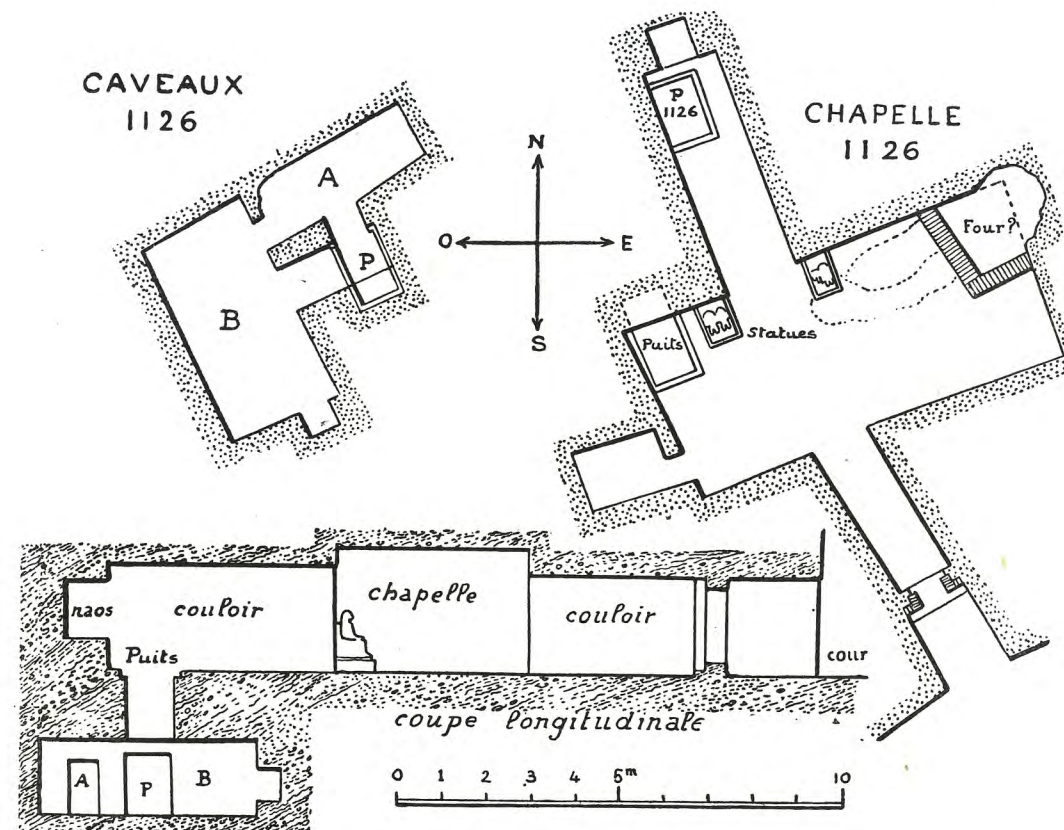 CAVEAUX
1126
A
B
P
N
O
E
S
CHAPELLE
1126
P
1126
Four?
Puits
Statues
naos
couloir
chapelle
couloir
Puits
cour
coupe longitudinale
A
P
B
0 1 2 3 4 5m 10